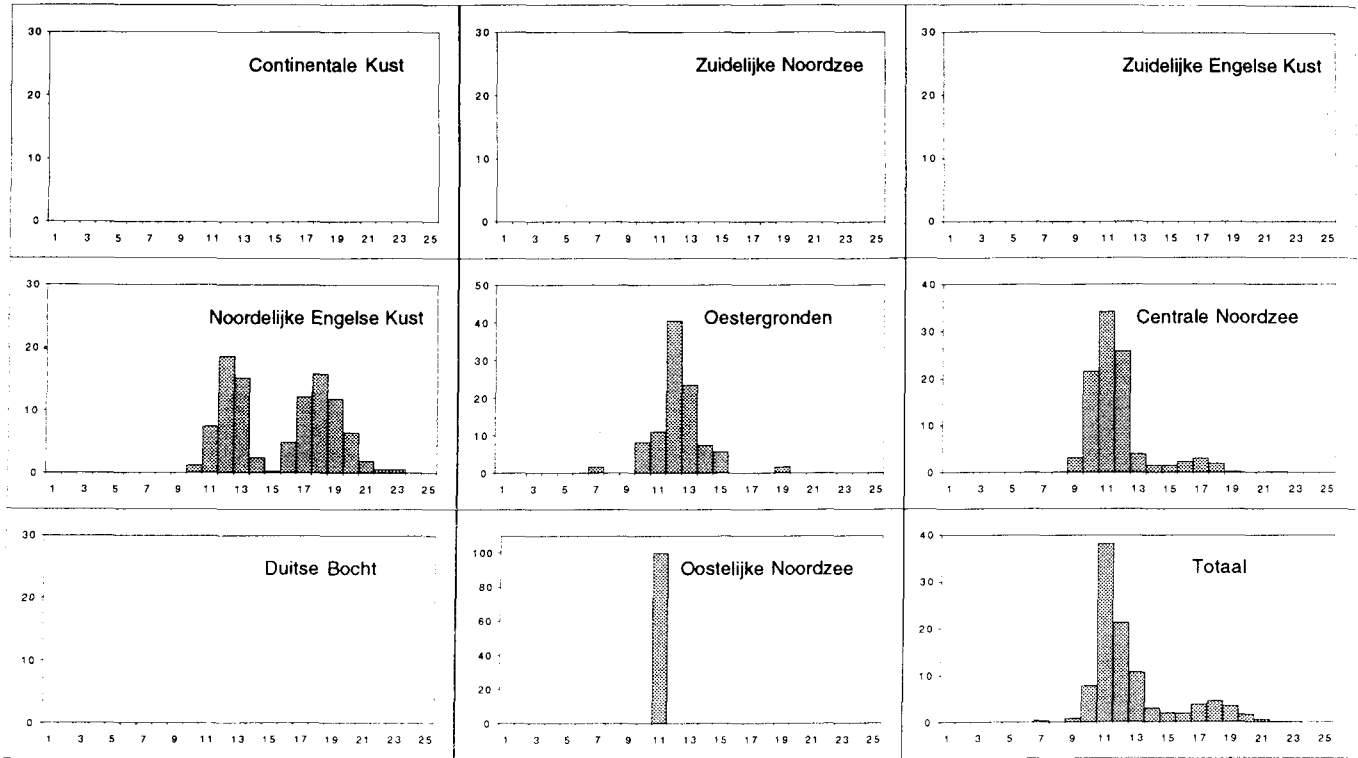 30
Continentale Kust
20
10
0
1 3 5 7 9 11 13 15 17 19 21 23 25
30
Zuidelijke Noordzee
20
10
0
1 3 5 7 9 11 13 15 17 19 21 23 25
30
Zuidelijke Engelse Kust
20
10
0
1 3 5 7 9 11 13 15 17 19 21 23 25
30
Noordelijke Engelse Kust
20
10
0
1 3 5 7 9 11 13 15 17 19 21 23 25
50
Oestergronden
40
30
20
10
0
1 3 5 7 9 11 13 15 17 19 21 23 25
40
Centrale Noordzee
30
20
10
0
1 3 5 7 9 11 13 15 17 19 21 23 25
30
Duitse Bocht
20
10
0
1 3 5 7 9 11 13 15 17 19 21 23 25
100
Oostelijke Noordzee
80
60
40
20
0
1 3 5 7 9 11 13 15 17 19 21 23 25
40
Totaal
30
20
10
0
1 3 5 7 9 11 13 15 17 19 21 23 25